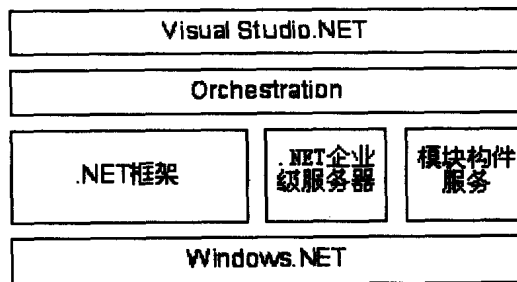 Visual Studio.NET
Orchestration
.NET框架
.NET企业
级服务器
模块构件
服务
Windows.NET